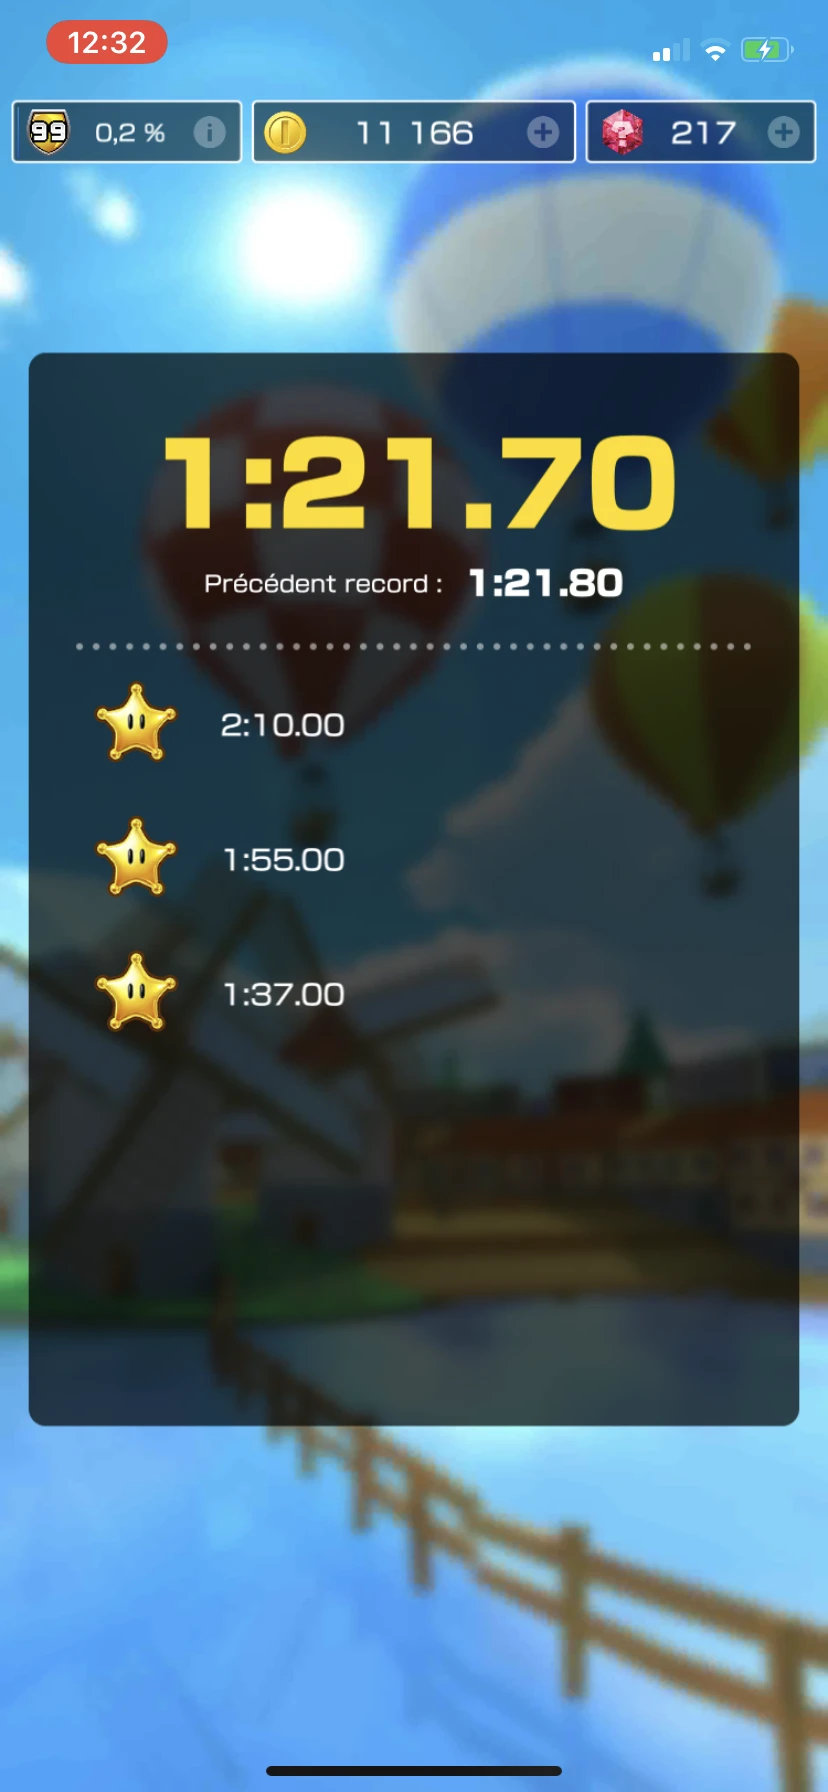 12:32
99 0,2 % i 11 166 + ? 217 +
1:21.70
Précédent record : 1:21.80
2:10.00
1:55.00
1:37.00